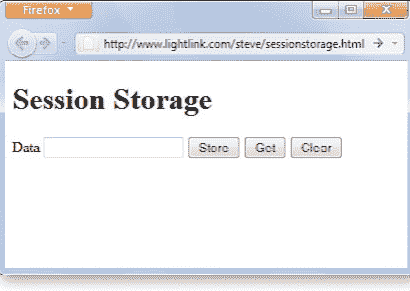 Firefox
http://www.lightlink.com/steve/sessionstorage.html
Session Storage
Data Store Get Clear